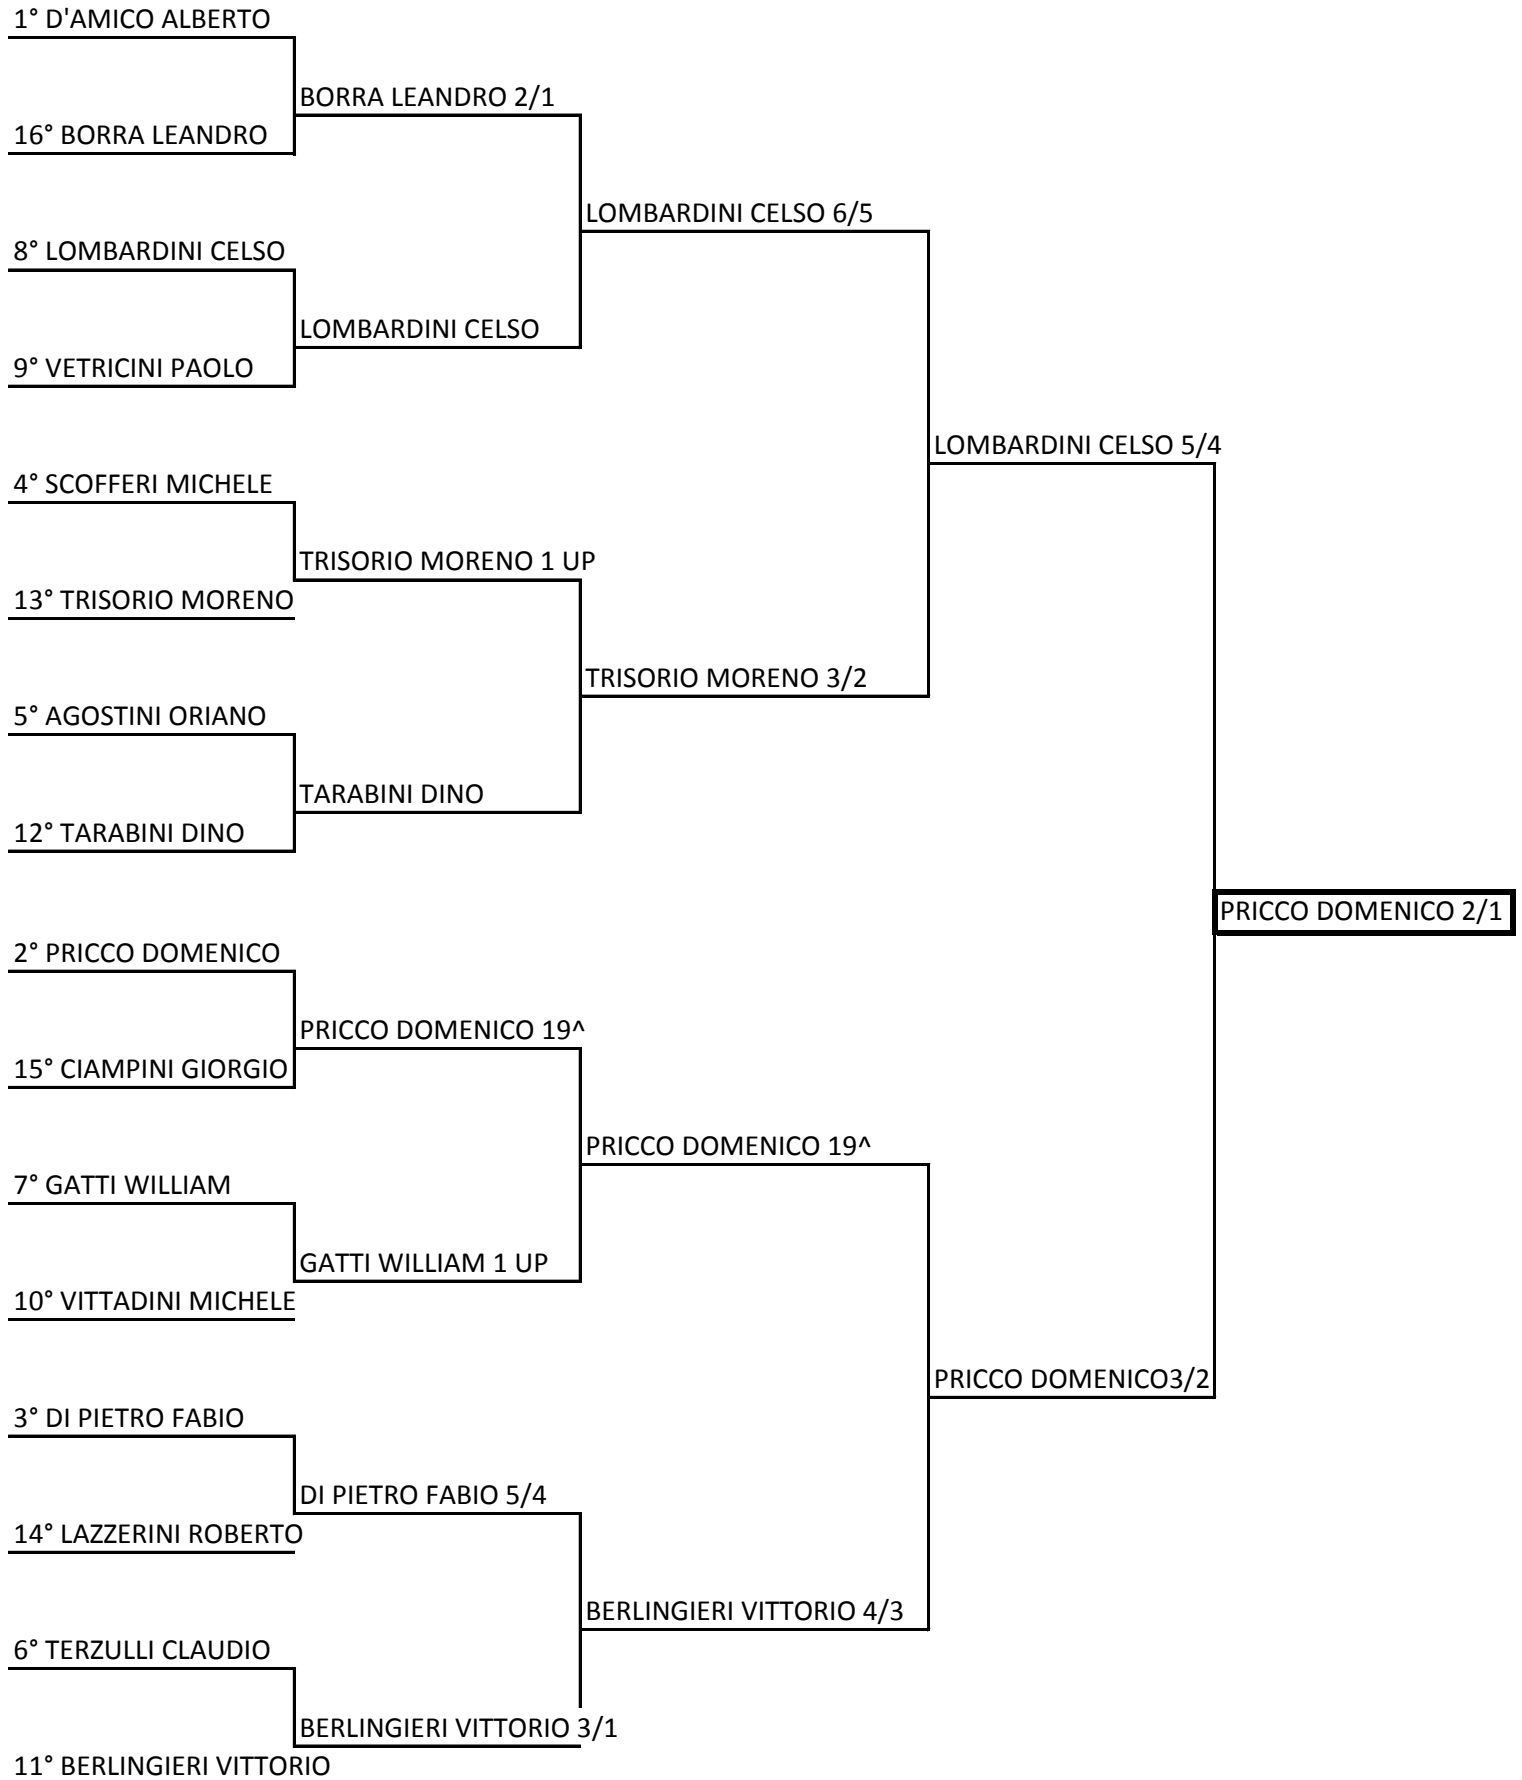 1° D'AMICO ALBERTO
BORRA LEANDRO 2/1
16° BORRA LEANDRO
LOMBARDINI CELSO 6/5
8° LOMBARDINI CELSO
LOMBARDINI CELSO
9° VETRICINI PAOLO
LOMBARDINI CELSO 5/4
4° SCOFFERI MICHELE
TRISORIO MORENO 1 UP
13° TRISORIO MORENO
TRISORIO MORENO 3/2
5° AGOSTINI ORIANO
TARABINI DINO
12° TARABINI DINO
PRICCO DOMENICO 2/1
2° PRICCO DOMENICO
PRICCO DOMENICO 19^
15° CIAMPINI GIORGIO
PRICCO DOMENICO 19^
7° GATTI WILLIAM
GATTI WILLIAM 1 UP
10° VITTADINI MICHELE
PRICCO DOMENICO3/2
3° DI PIETRO FABIO
DI PIETRO FABIO 5/4
14° LAZZERINI ROBERTO
BERLINGIERI VITTORIO 4/3
6° TERZULLI CLAUDIO
BERLINGIERI VITTORIO 3/1
11° BERLINGIERI VITTORIO